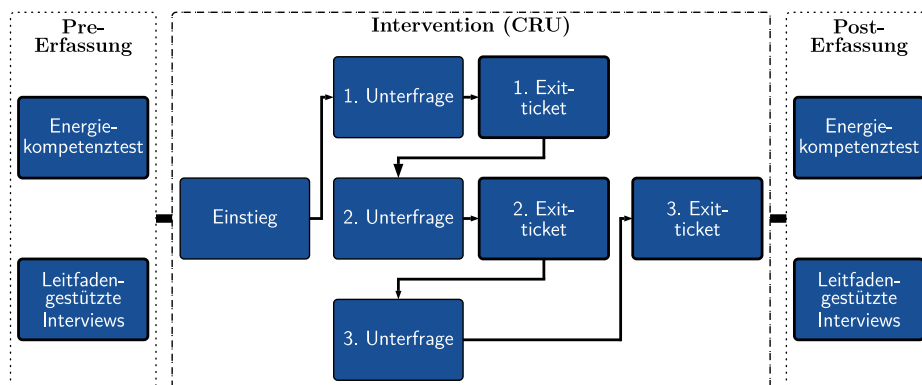 Pre-
Erfassung
Energie-
kompetenztest
Leitfaden-
gestützte
Interviews
Intervention (CRU)
Einstieg
1. Unterfrage
1. Exit-
ticket
2. Unterfrage
2. Exit-
ticket
3. Unterfrage
3. Exit-
ticket
Post-
Erfassung
Energie-
kompetenztest
Leitfaden-
gestützte
Interviews